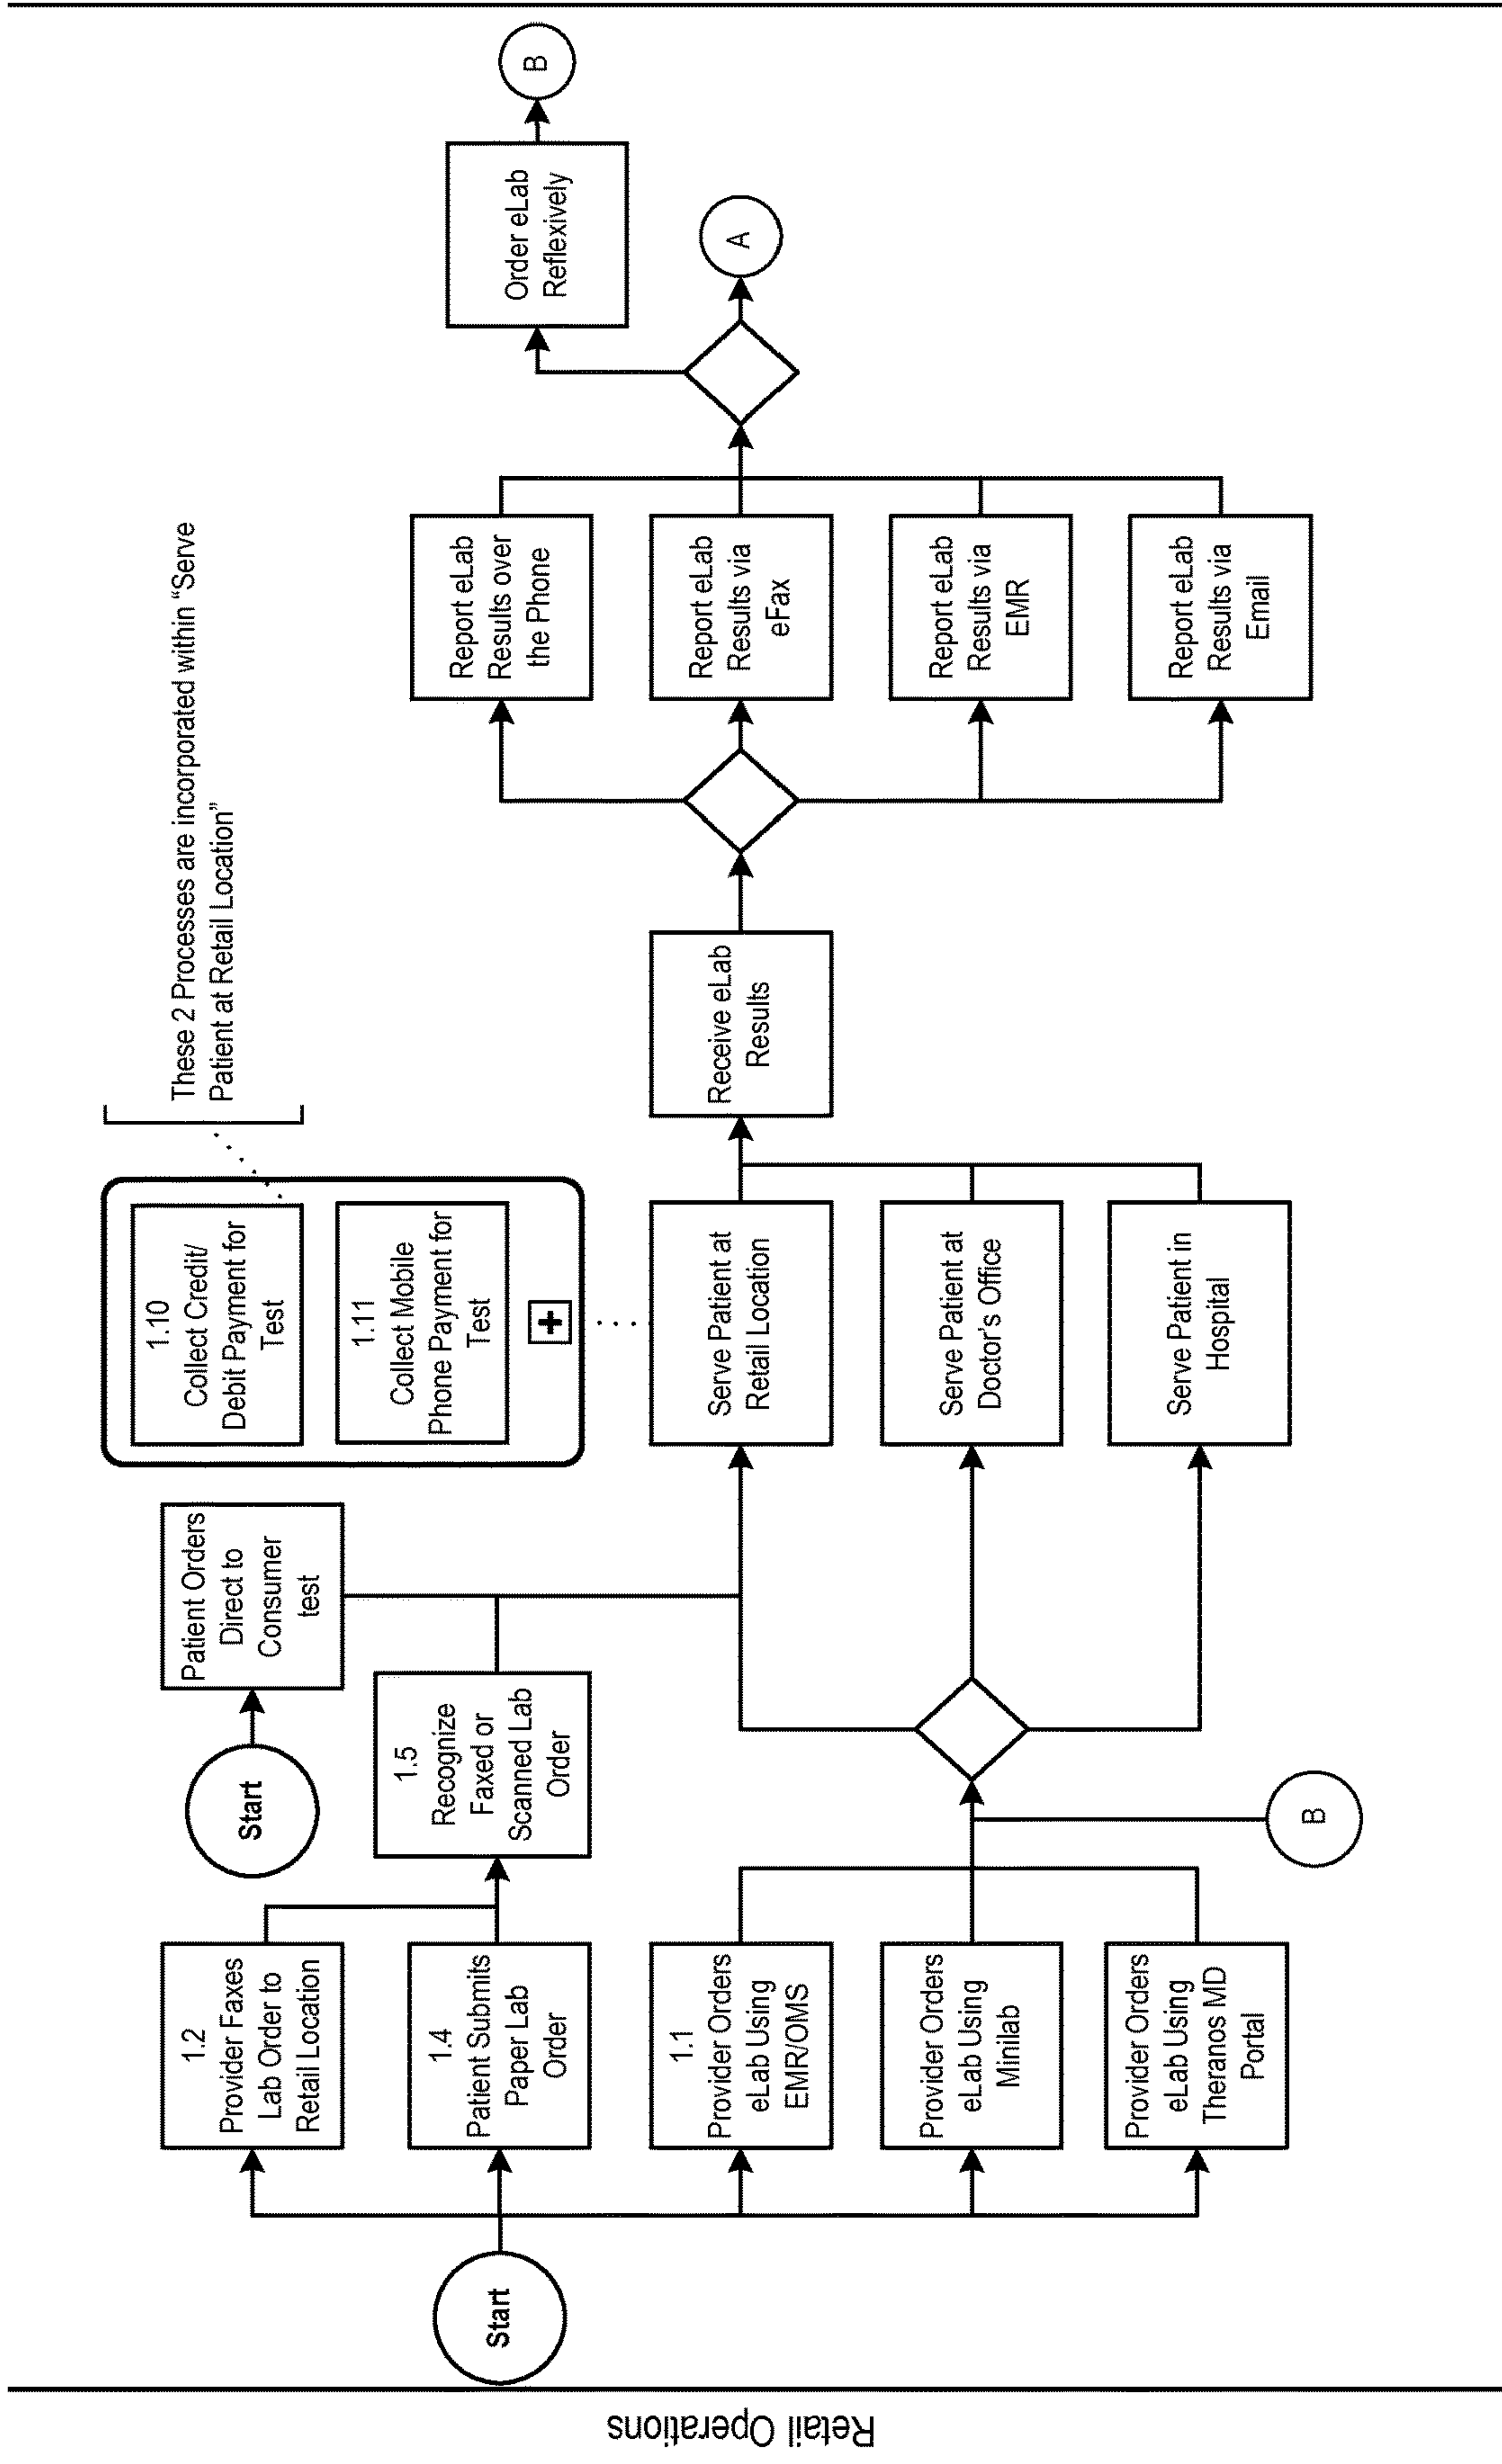 Retail Operations
Start
1.2
Provider Faxes
Lab Order to
Retail Location
1.4
Patient Submits
Paper Lab
Order
1.1
Provider Orders
eLab Using
EMR/OMS
Provider Orders
eLab Using
Minilab
Provider Orders
eLab Using
Theranos MD
Portal
Start
1.5
Recognize
Faxed or
Scanned Lab
Order
B
Patient Orders
Direct to
Consumer
test
1.10
Collect Credit/
Debit Payment for
Test
1.11
Collect Mobile
Phone Payment for
Test
+
These 2 Processes are incorporated within “Serve
Patient at Retail Location”
Serve Patient at
Retail Location
Serve Patient at
Doctor's Office
Serve Patient in
Hospital
Receive eLab
Results
Report eLab
Results over
the Phone
Report eLab
Results via
eFax
Report eLab
Results via
EMR
Report eLab
Results via
Email
Order eLab
Reflexively
A
B